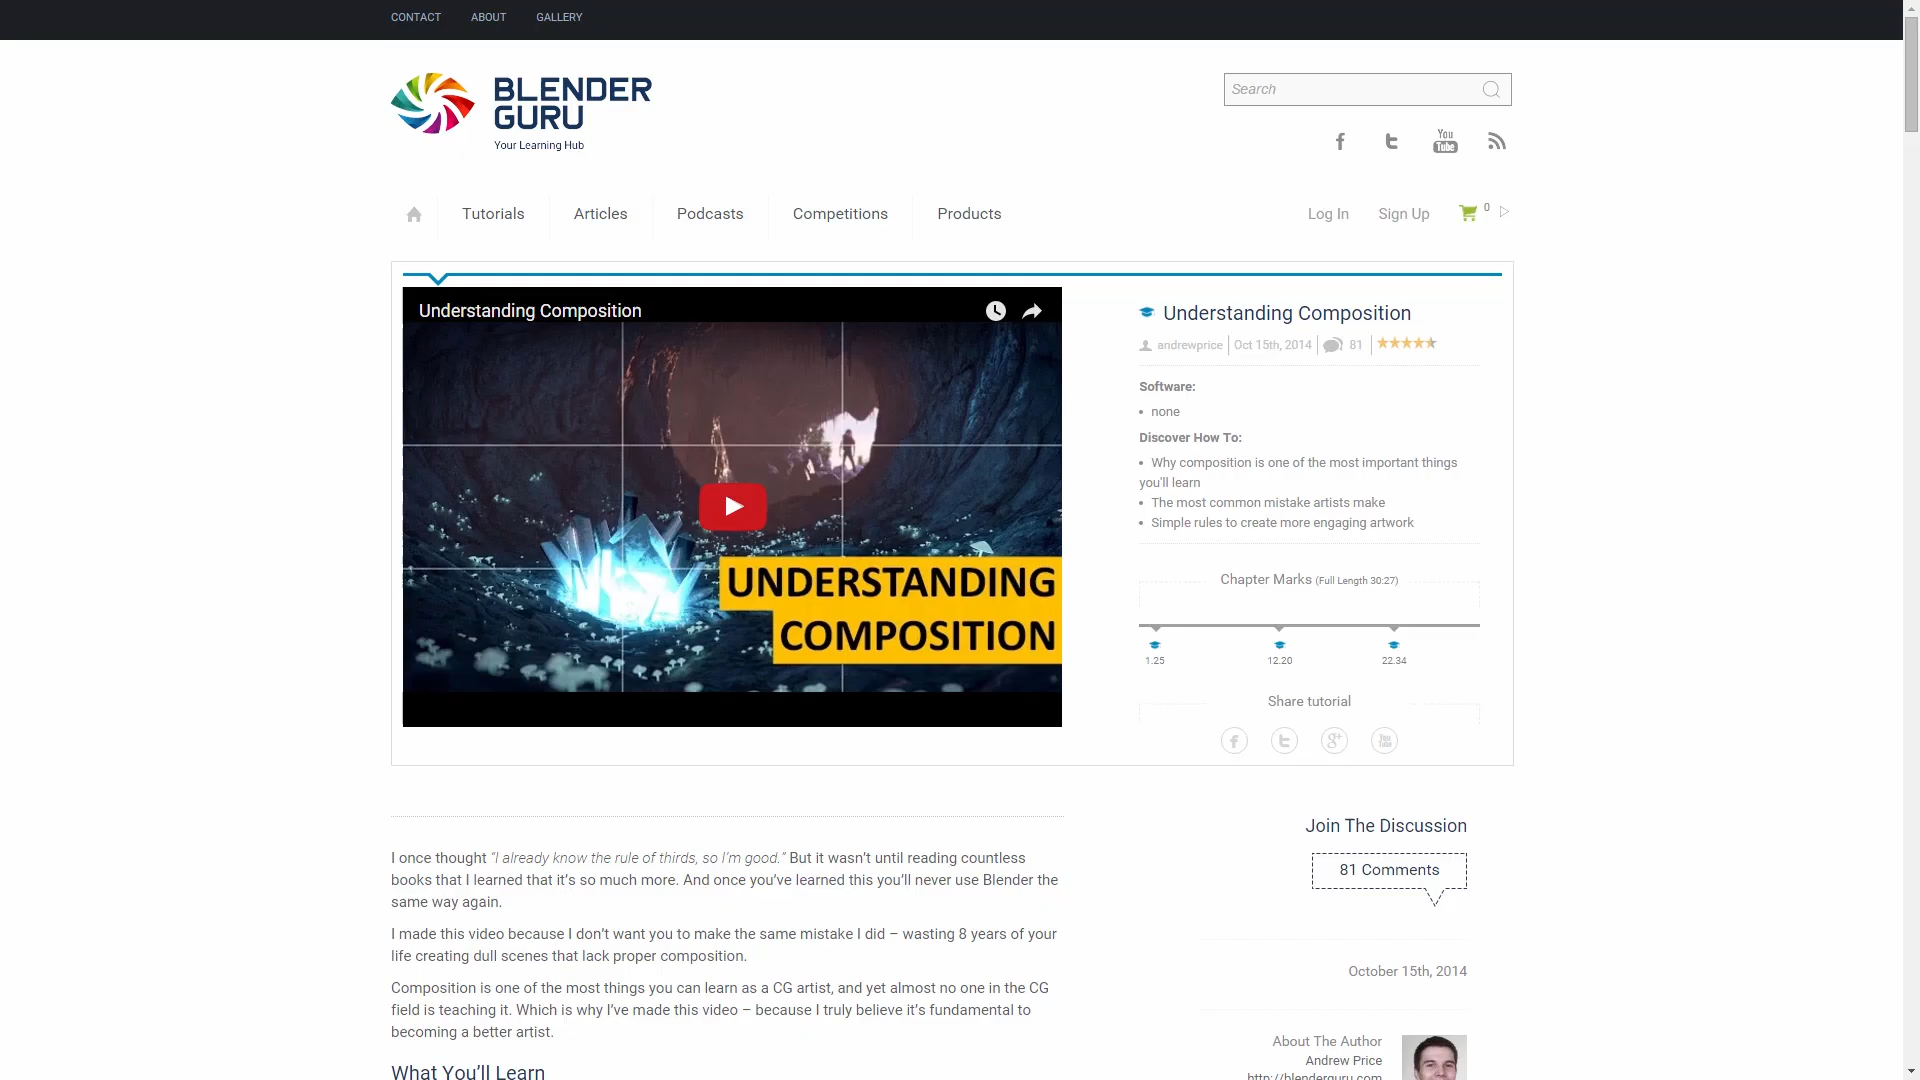 CONTACT ABOUT GALLERY
BLENDER
GURU
Your Learning Hub
Search
You
Tube
Tutorials Articles Podcasts Competitions Products
Log In Sign Up 0
Understanding Composition
UNDERSTANDING
COMPOSITION
Understanding Composition
andrewprice Oct 15th, 2014 81
Software:
• none
Discover How To:
• Why composition is one of the most important things
you'll learn
• The most common mistake artists make
• Simple rules to create more engaging artwork
Chapter Marks (Full Length 30:27)
1.25 12.20 22.34
Share tutorial
You
Tube
I once thought “I already know the rule of thirds, so I’m good.” But it wasn’t until reading countless
books that I learned that it’s so much more. And once you’ve learned this you’ll never use Blender the
same way again.
I made this video because I don’t want you to make the same mistake I did – wasting 8 years of your
life creating dull scenes that lack proper composition.
Composition is one of the most things you can learn as a CG artist, and yet almost no one in the CG
field is teaching it. Which is why I’ve made this video – because I truly believe it’s fundamental to
becoming a better artist.
What You’ll Learn
Join The Discussion
81 Comments
October 15th, 2014
About The Author
Andrew Price
http://blenderguru.com